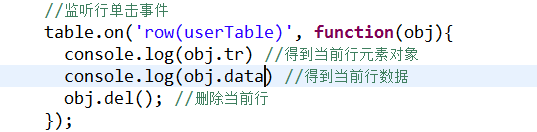 //监听行单击事件
table.on('row(userTable)', function(obj){
console.log(obj.tr) //得到当前行元素对象
console.log(obj.data) //得到当前行数据
obj.del(); //删除当前行
});